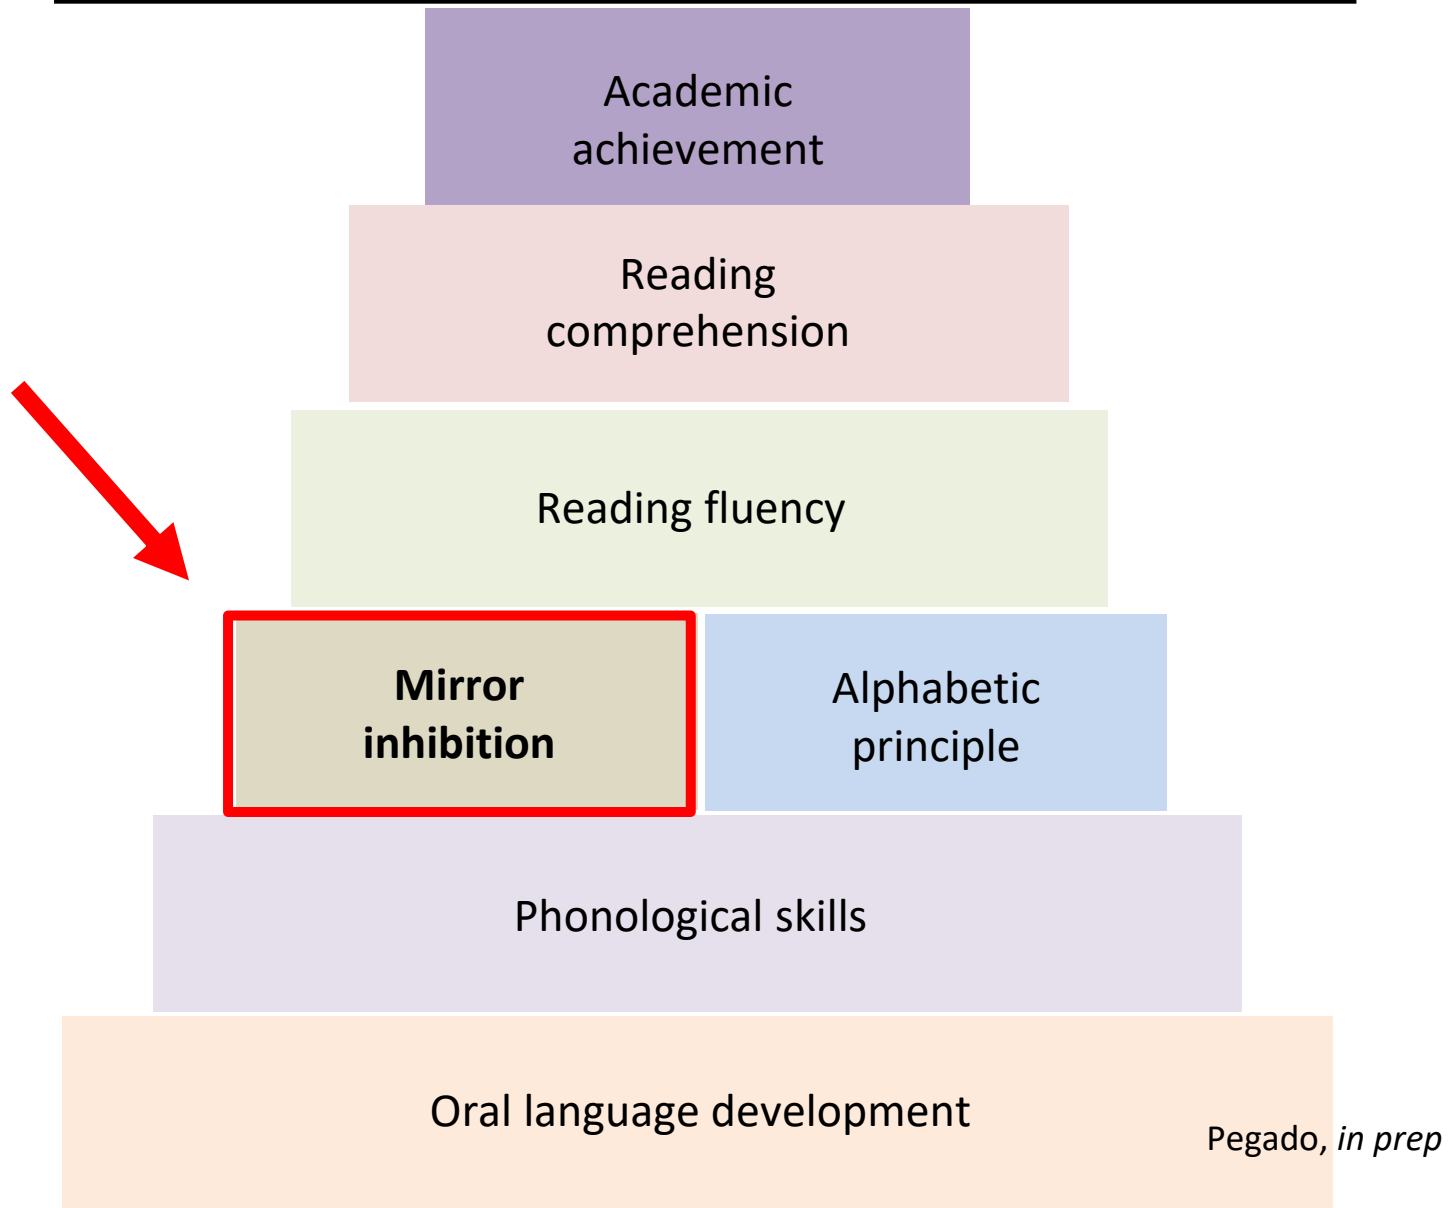 Academic
achievement
Reading
comprehension
Reading fluency
Mirror
inhibition
Alphabetic
principle
Phonological skills
Oral language development
Pegado, in prep